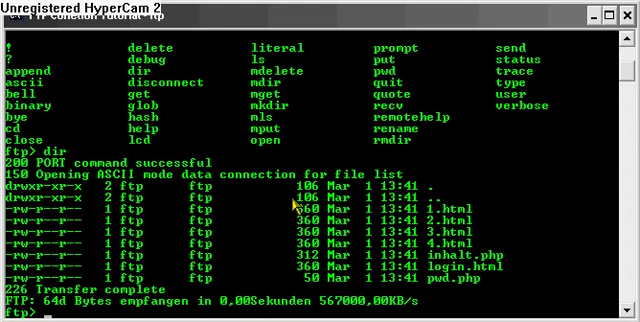 Unregistered HyperCam 2
!               delete          literal         prompt          send
?               debug           ls              put             status
append          dir             mdelete         pwd             trace
ascii           disconnect      mdir            quit            type
bell            get             mget            quote           user
binary          glob            mkdir           recv            verbose
bye             hash            mls             remotehelp
cd              help            mput            rename
close           lcd             open            rmdir
ftp> dir
200 PORT command successful
150 Opening ASCII mode data connection for file list
drwxr-xr-x   2 ftp      ftp           106 Mar  1 13:41 .
drwxr-xr-x   2 ftp      ftp           106 Mar  1 13:41 ..
-rw-r--r--   1 ftp      ftp           360 Mar  1 13:41 1.html
-rw-r--r--   1 ftp      ftp           360 Mar  1 13:41 2.html
-rw-r--r--   1 ftp      ftp           360 Mar  1 13:41 3.html
-rw-r--r--   1 ftp      ftp           360 Mar  1 13:41 4.html
-rw-r--r--   1 ftp      ftp           312 Mar  1 13:41 inhalt.php
-rw-r--r--   1 ftp      ftp           360 Mar  1 13:41 login.html
-rw-r--r--   1 ftp      ftp            50 Mar  1 13:41 pwd.php
226 Transfer complete
FTP: 64d Bytes empfangen in 0,00Sekunden 567000,00KB/s
ftp> _